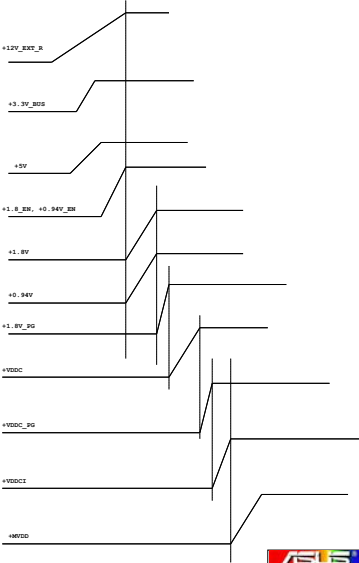 +12V_EXT_R
+3.3V_BUS
+5V
+1.8_EN, +0.94V_EN
+1.8V
+0.94V
+1.8V_PG
+VDDC
+VDDC_PG
+VDDCI
+MVDD